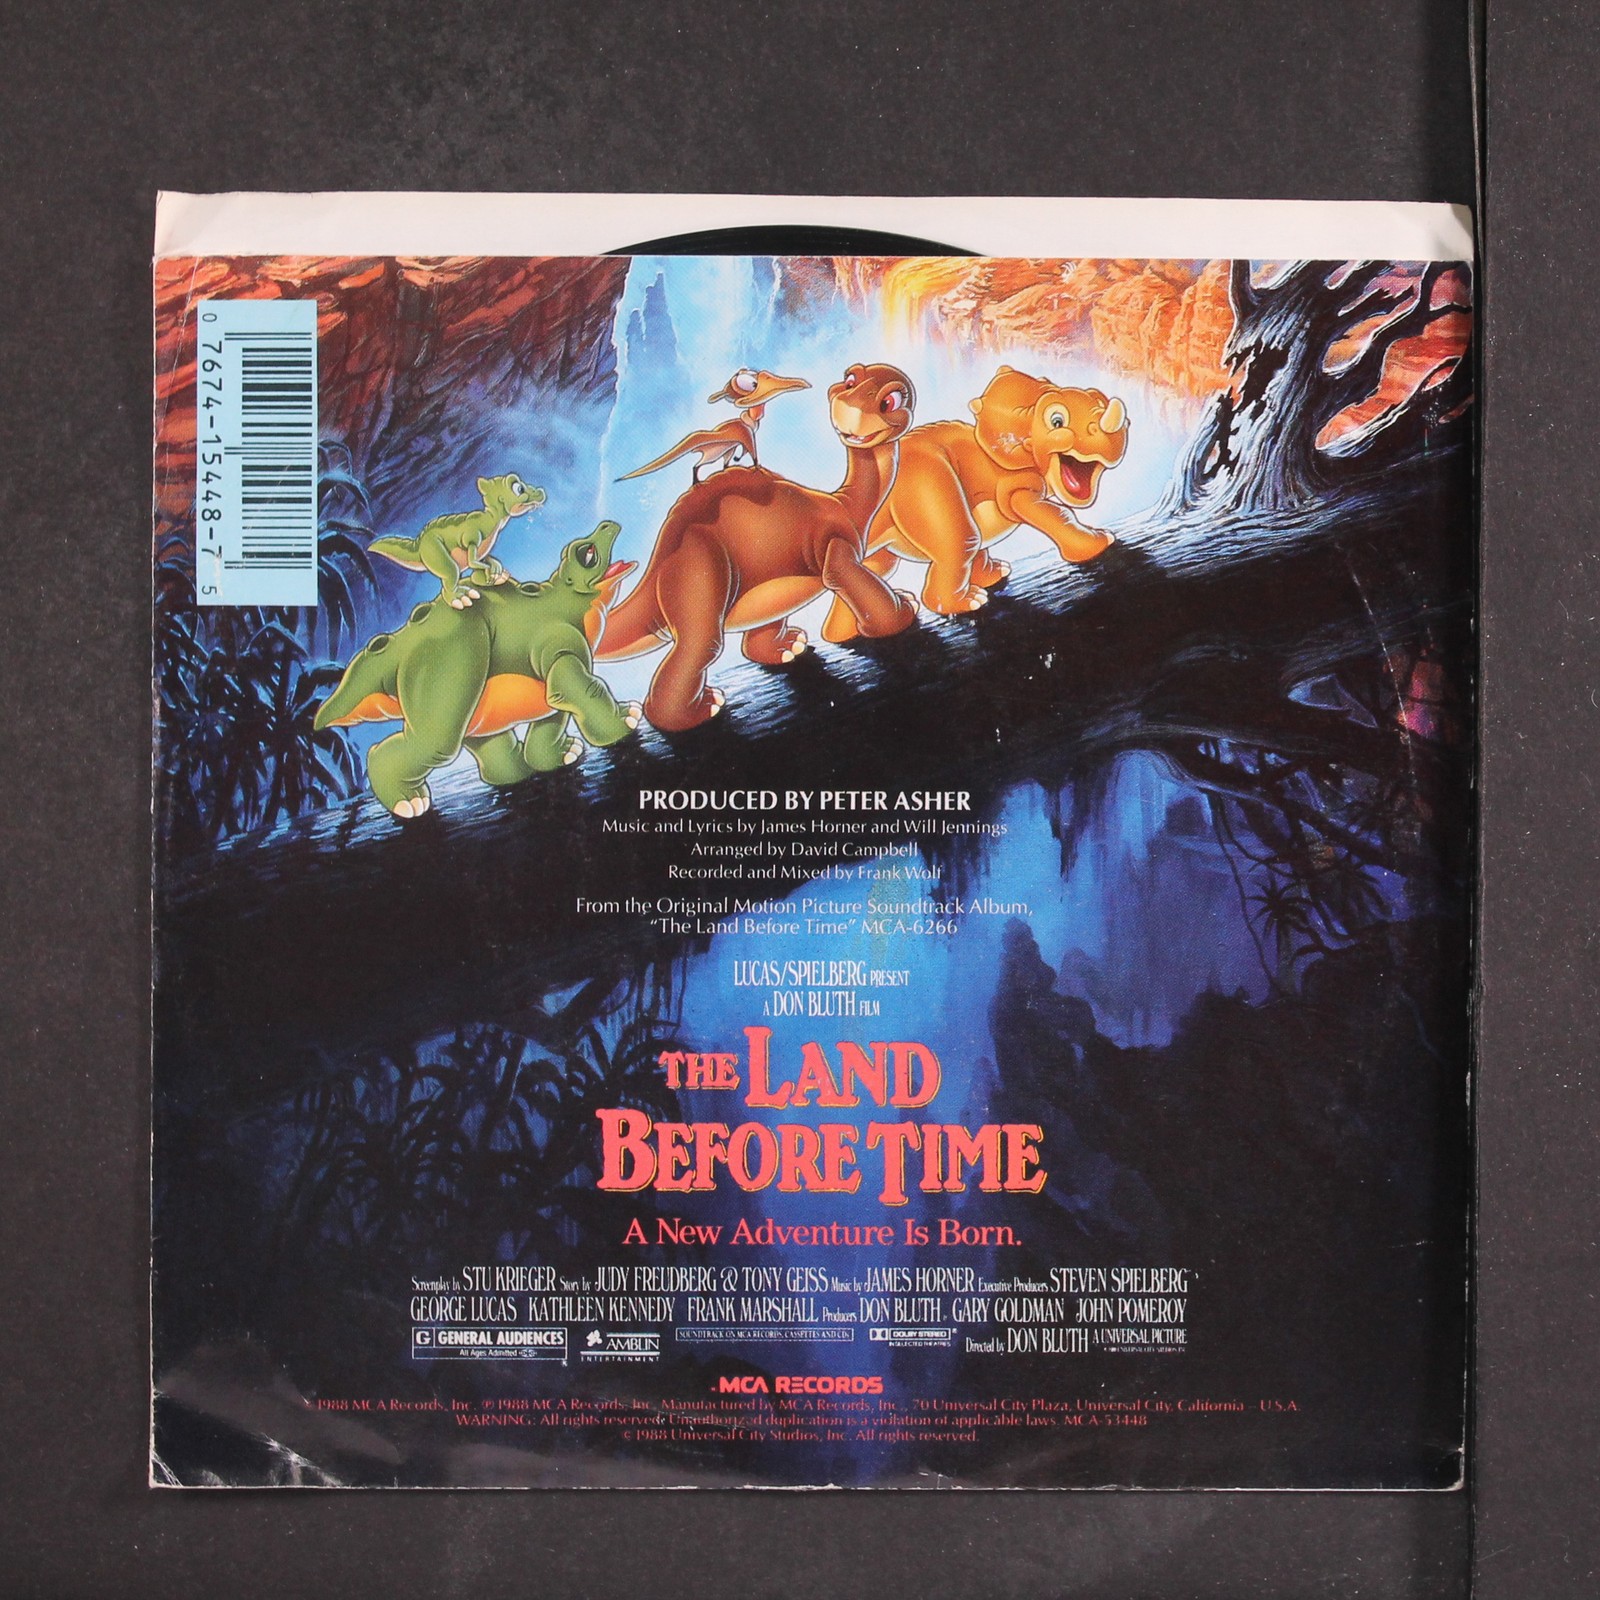 0 7674-15448-7 5
PRODUCED BY PETER ASHER
Music and Lyrics by James Horner and Will Jennings
Arranged by David Campbell
Recorded and Mixed by Frank Wolf
From the Original Motion Picture Soundtrack Album,
"The Land Before Time" MCA-6266
LUCAS/SPIELBERG PRESENT
A DON BLUTH FILM
THE LAND
BEFORE TIME
A New Adventure Is Born.
Screenplay by STU KRIEGER Story by JUDY FREUDBERG & TONY GEISS Music by JAMES HORNER Executive Producers STEVEN SPIELBERG
GEORGE LUCAS KATHLEEN KENNEDY FRANK MARSHALL Producers DON BLUTH GARY GOLDMAN JOHN POMEROY
G GENERAL AUDIENCES
All Ages Admitted
AMBLIN
ENTERTAINMENT
SOUNDTRACK ON MCA RECORDS, CASSETTES AND CDs
DOLBY STEREO
IN SELECTED THEATRES
Directed by DON BLUTH A UNIVERSAL PICTURE
MCA RECORDS
1988 MCA Records, Inc. ℗ 1988 MCA Records, Inc. Manufactured by MCA Records, Inc., 70 Universal City Plaza, Universal City, California – U.S.A.
WARNING: All rights reserved. Unauthorized duplication is a violation of applicable laws. MCA-53448
© 1988 Universal City Studios, Inc. All rights reserved.